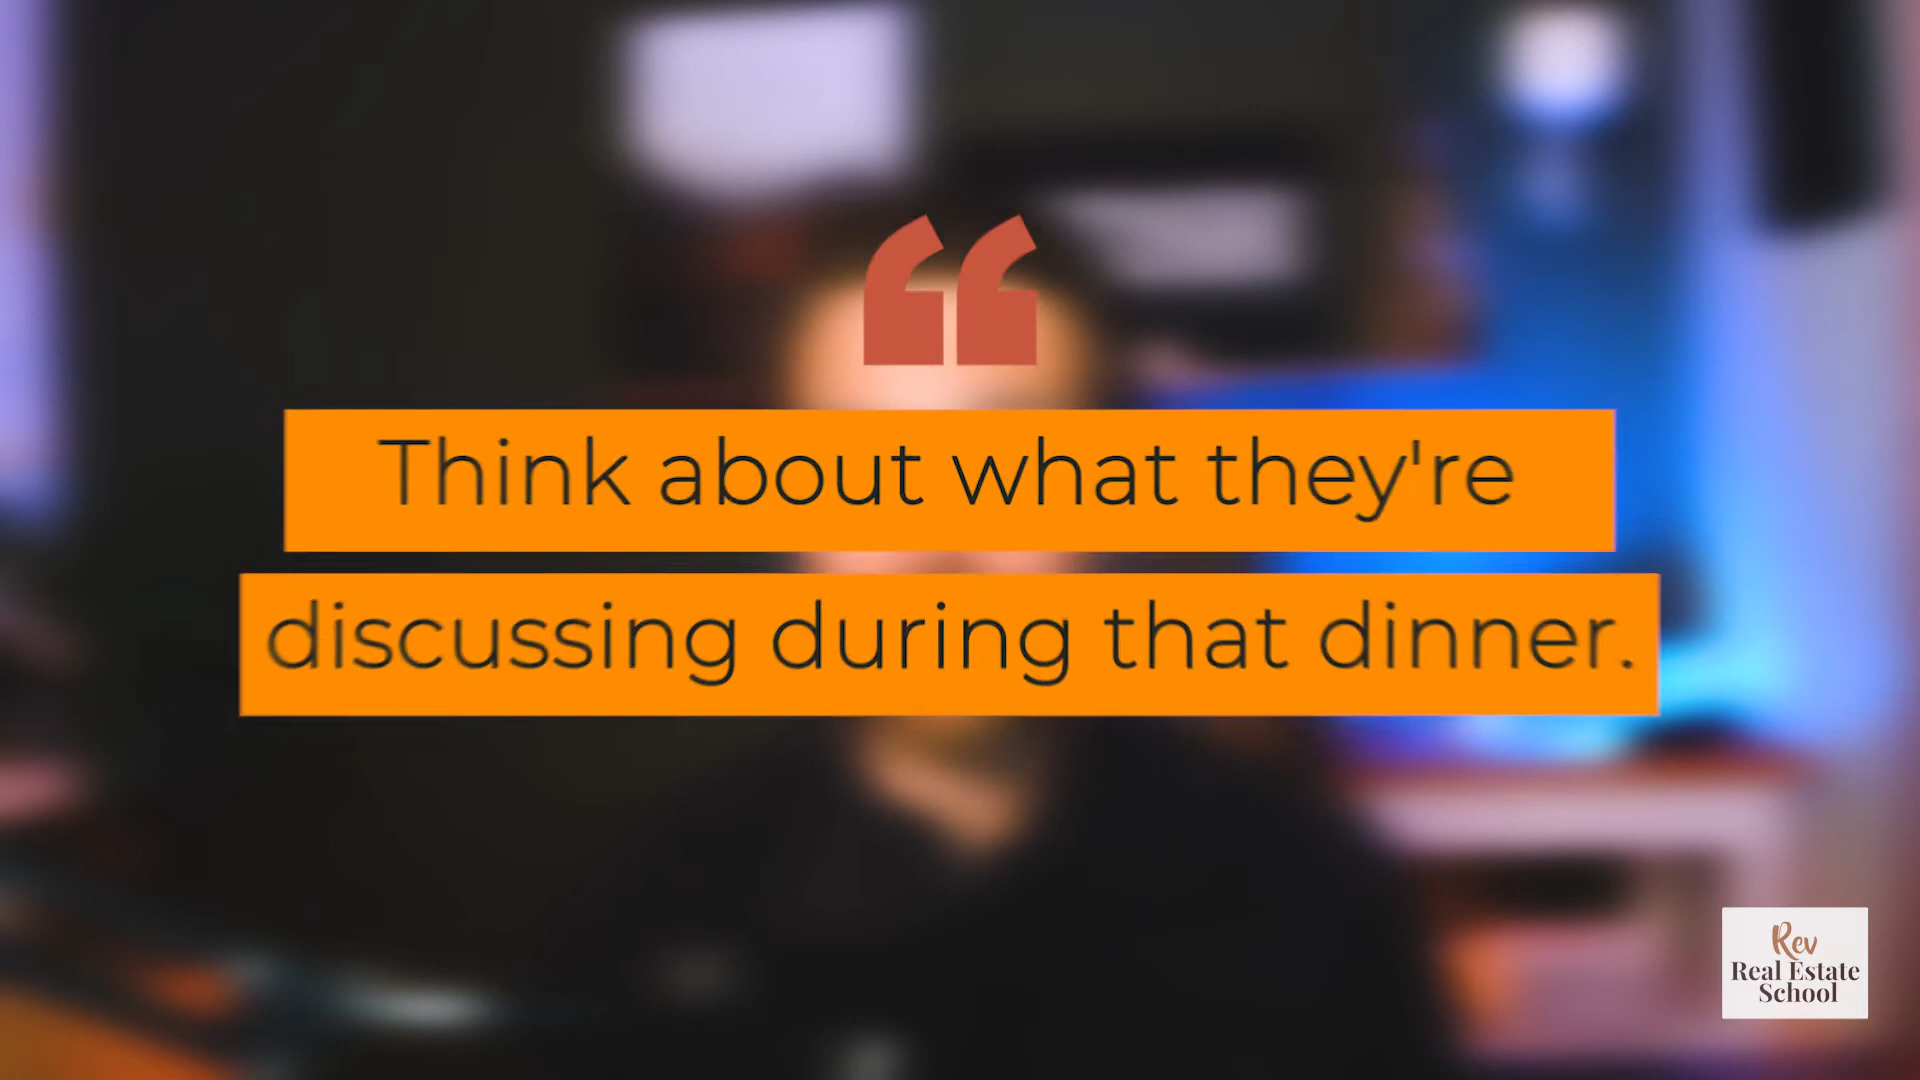 “
Think about what they're
discussing during that dinner.
Rev
Real Estate
School